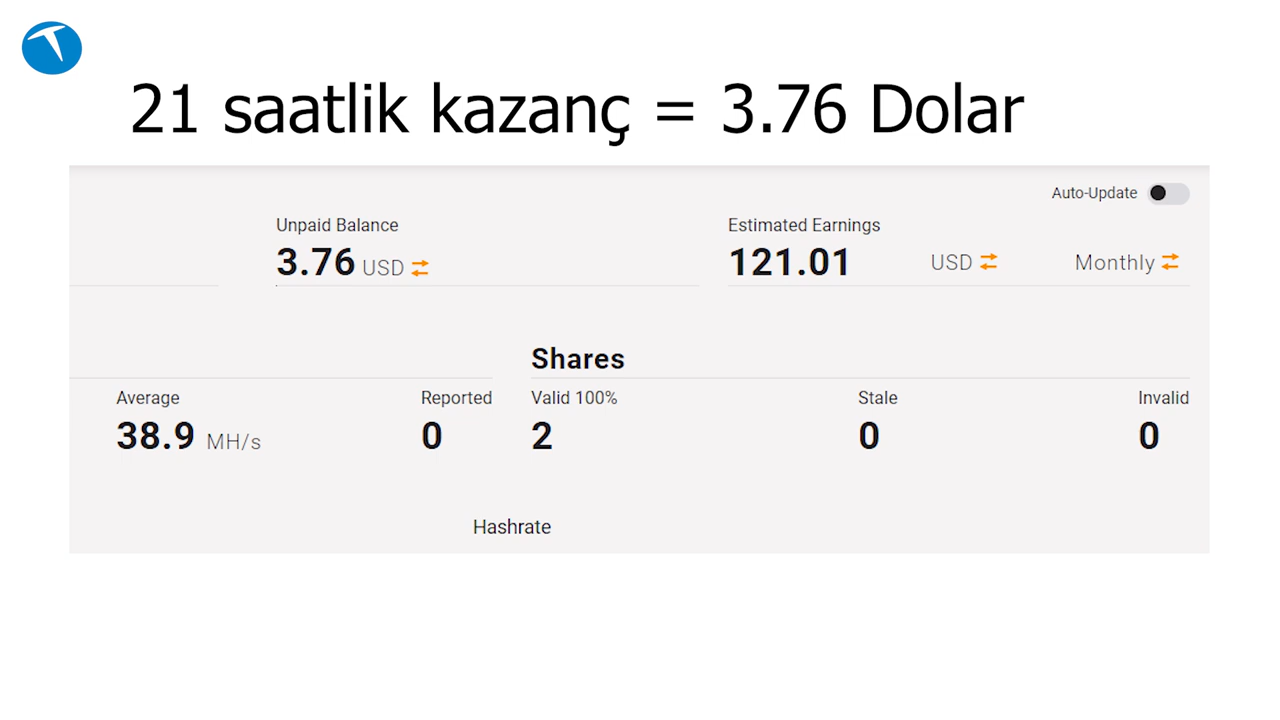 21 saatlik kazanç = 3.76 Dolar
Auto-Update
Unpaid Balance
Estimated Earnings
3.76 USD
121.01 USD Monthly
Shares
Average
Reported
Valid 100%
Stale
Invalid
38.9 MH/s
0
2
0
0
Hashrate